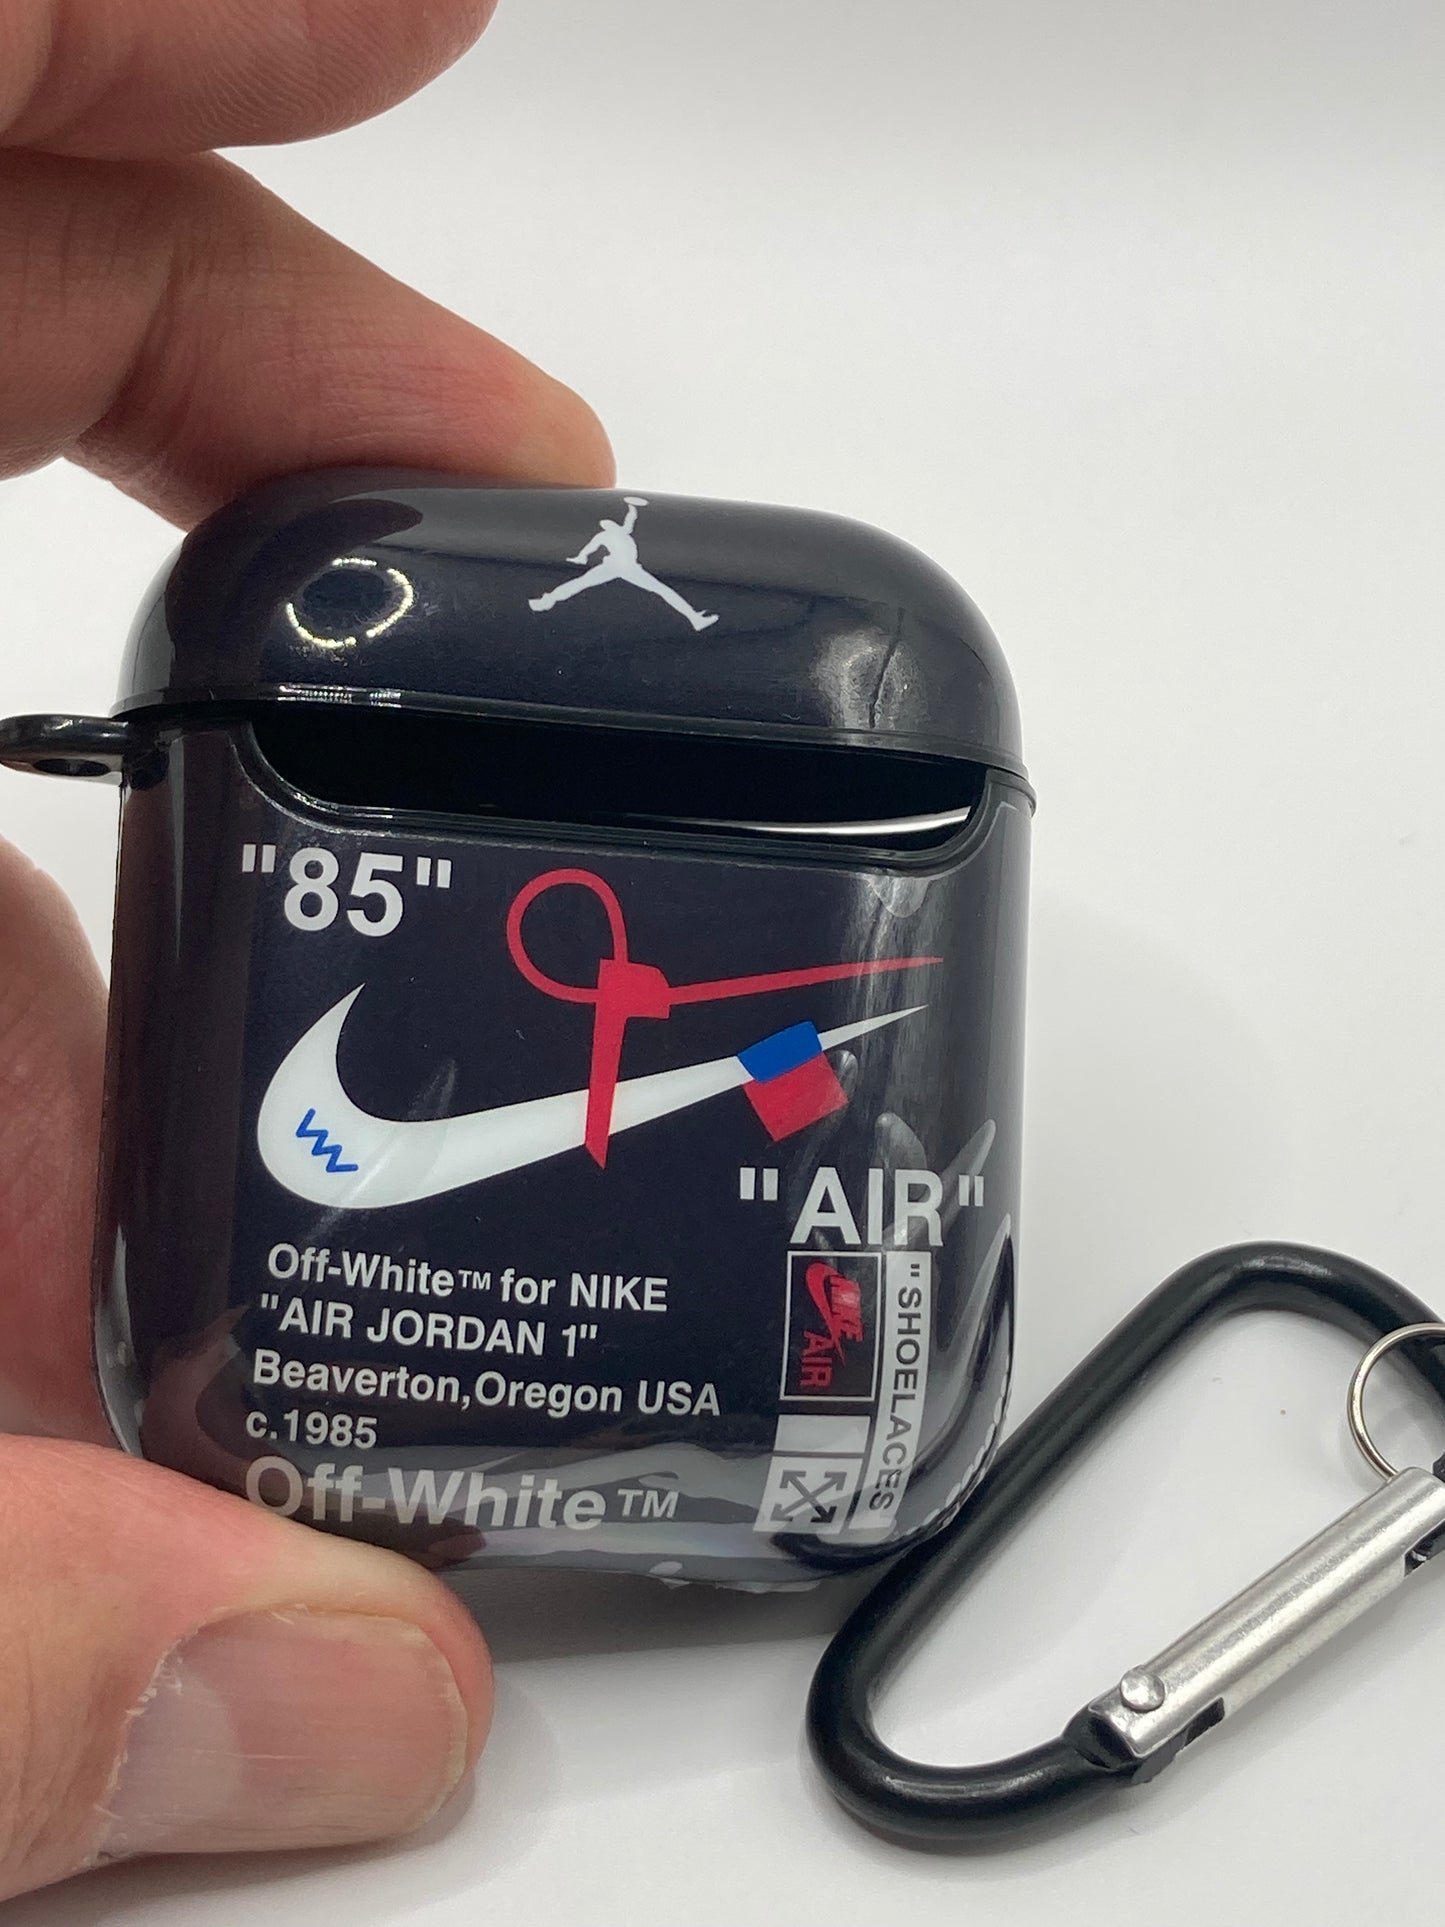 "85"
"AIR"
Off-White™ for NIKE
"AIR JORDAN 1"
Beaverton,Oregon USA
c.1985
Off-White™
NIKE
AIR
"SHOELACES